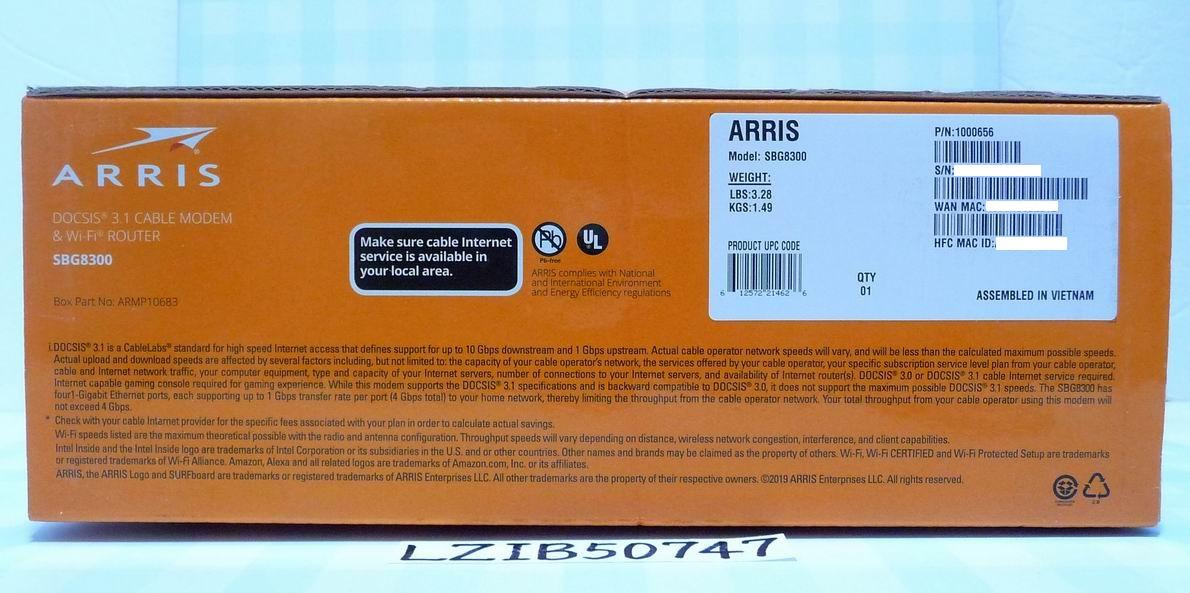 ARRIS
DOCSIS® 3.1 CABLE MODEM
& Wi-Fi® ROUTER
SBG8300
Box Part No: ARMP10683
Make sure cable Internet
service is available in
your local area.
Pb
Pb-free
UL
ARRIS complies with National
and International Environment
and Energy Efficiency regulations
ARRIS
Model: SBG8300
WEIGHT:
LBS:3.28
KGS:1.49
PRODUCT UPC CODE
6 12572 21462 6
QTY
01
P/N:1000656
S/N:
WAN MAC:
HFC MAC ID:
ASSEMBLED IN VIETNAM
i.DOCSIS® 3.1 is a CableLabs® standard for high speed Internet access that defines support for up to 10 Gbps downstream and 1 Gbps upstream. Actual cable operator network speeds will vary, and will be less than the calculated maximum possible speeds.
Actual upload and download speeds are affected by several factors including, but not limited to: the capacity of your cable operator's network, the services offered by your cable operator, your specific subscription service level plan from your cable operator,
cable and Internet network traffic, your computer equipment, type and capacity of your Internet servers, number of connections to your Internet servers, and availability of Internet router(s). DOCSIS® 3.0 or DOCSIS® 3.1 cable Internet service required.
Internet capable gaming console required for gaming experience. While this modem supports the DOCSIS® 3.1 specifications and is backward compatible to DOCSIS® 3.0, it does not support the maximum possible DOCSIS® 3.1 speeds. The SBG8300 has
four1-Gigabit Ethernet ports, each supporting up to 1 Gbps transfer rate per port (4 Gbps total) to your home network, thereby limiting the throughput from the cable operator network. Your total throughput from your cable operator using this modem will
not exceed 4 Gbps.
* Check with your cable Internet provider for the specific fees associated with your plan in order to calculate actual savings.
Wi-Fi speeds listed are the maximum theoretical possible with the radio and antenna configuration. Throughput speeds will vary depending on distance, wireless network congestion, interference, and client capabilities.
Intel Inside and the Intel Inside logo are trademarks of Intel Corporation or its subsidiaries in the U.S. and or other countries. Other names and brands may be claimed as the property of others. Wi-Fi, Wi-Fi CERTIFIED and Wi-Fi Protected Setup are trademarks
or registered trademarks of Wi-Fi Alliance. Amazon, Alexa and all related logos are trademarks of Amazon.com, Inc. or its affiliates.
ARRIS, the ARRIS Logo and SURFboard are trademarks or registered trademarks of ARRIS Enterprises LLC. All other trademarks are the property of their respective owners. ©2019 ARRIS Enterprises LLC. All rights reserved.
LZIB50747